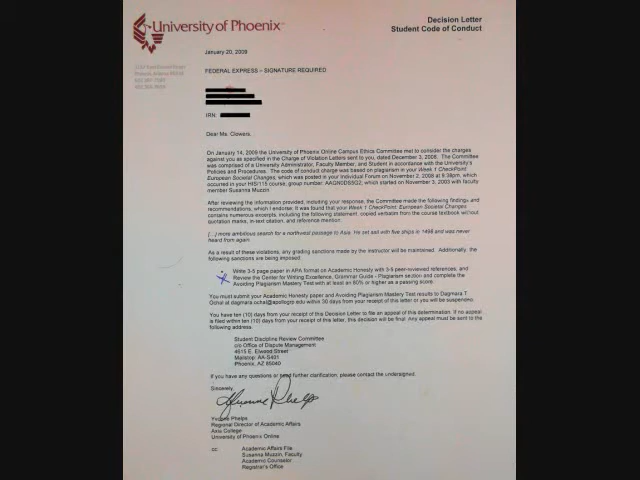 University of Phoenix
Decision Letter
Student Code of Conduct
January 20, 2009
FEDERAL EXPRESS – SIGNATURE REQUIRED
IRN:
Dear Ms. Clowers,
On January 14, 2009 the University of Phoenix Online Campus Ethics Committee met to consider the charges
against you as specified in the Charge of Violation Letters sent to you, dated December 3, 2008. The Committee
was comprised of a University Administrator, Faculty Member, and Student in accordance with the University's
Policies and Procedures. The code of conduct charge was based on plagiarism in your Week 1 CheckPoint
European Societal Changes, which was posted in your Individual Forum on November 2, 2008 at 8:38pm, which
occurred in your HIS/115 course, group number: which started on November 3, 2003 with faculty
member Susanna Muzzin
After reviewing the information provided, including your response, the Committee made the following findings and
recommendations, which I endorse: It was found that your Week 1 CheckPoint: European Societal Changes
contains numerous excerpts, including the following statement, copied verbatim from the course textbook without
quotation marks, in-text citation, and reference mention.
[...] more ambitious search for a northwest passage to Asia. He set sail with five ships in 1498 and was never
heard from again.
As a result of these violations, any grading sanctions made by the instructor will be maintained. Additionally, the
following sanctions are being imposed:
Write 3-5 page paper in APA format on Academic Honesty with 3-5 peer-reviewed references; and
Review the Center for Writing Excellence, Grammar Guide - Plagiarism section and complete the
Avoiding Plagiarism Mastery Test with at least an 80% or higher as a passing score
You must submit your Academic Honesty paper and Avoiding Plagiarism Mastery Test results to Dagmara T
Gchal at within 30 days from your receipt of this letter or you will be suspended
You have ten (10) days from your receipt of this Decision Letter to file an appeal of this determination. If no appeal
is filed within ten (10) days from your receipt of this letter, this decision will be final. Any appeal must be sent to the
following address:
Student Discipline Review Committee
c/o Office of Dispute Management
4615 E. Elwood Street
Mailstop: AA-S401
Phoenix, AZ 85040
If you have any questions or need further clarification, please contact the undersigned.
Sincerely,
Yvonne Phelps
Yvonne Phelps
Regional Director of Academic Affairs
Axia College
University of Phoenix Online
cc: Academic Affairs File
Susanna Muzzin, Faculty
Academic Counselor
Registrar's Office